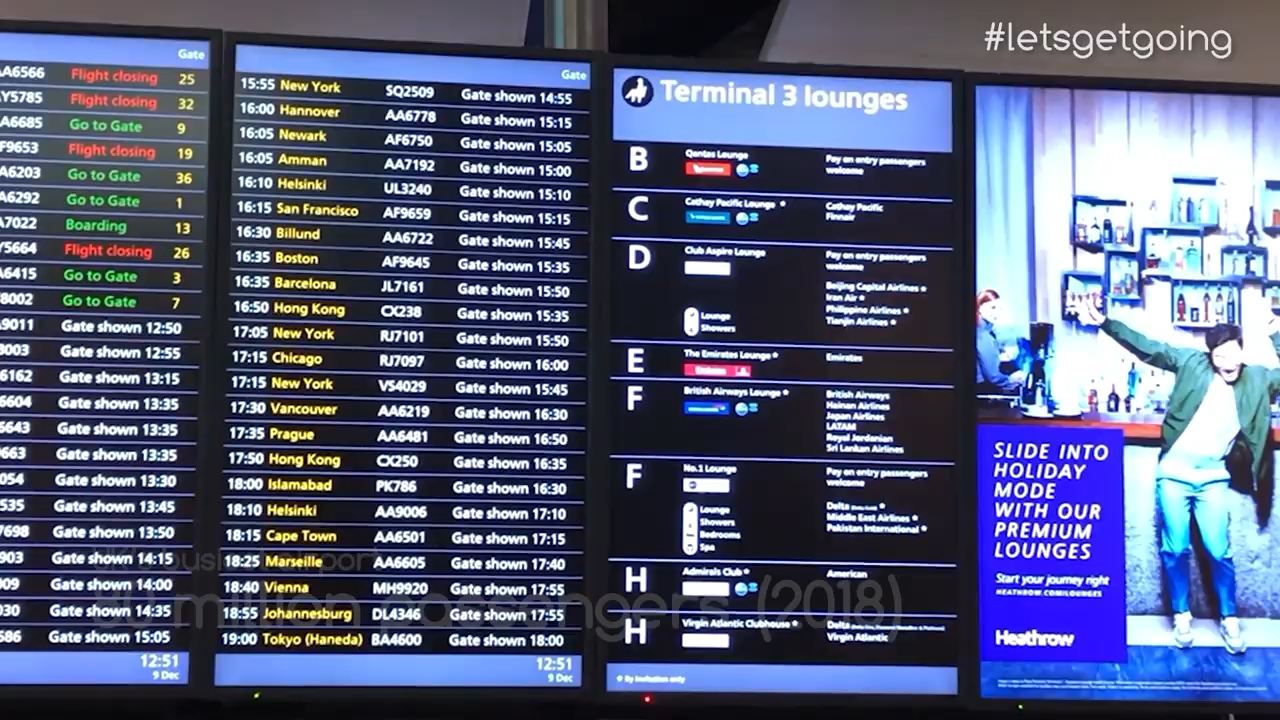 #letsgetgoing
Gate
A6566 Flight closing 25
Y5785 Flight closing 32
A6685 Go to Gate 9
F9653 Flight closing 19
A6203 Go to Gate 36
A6292 Go to Gate 1
7022 Boarding 13
Y5664 Flight closing 26
6415 Go to Gate 3
8002 Go to Gate 7
9011 Gate shown 12:50
3003 Gate shown 12:55
6162 Gate shown 13:15
6604 Gate shown 13:35
6643 Gate shown 13:35
663 Gate shown 13:35
054 Gate shown 13:30
535 Gate shown 13:45
7698 Gate shown 13:50
903 Gate shown 14:15
009 Gate shown 14:00
030 Gate shown 14:35
586 Gate shown 15:05
12:51
9 Dec
Gate
15:55 New York SQ2509 Gate shown 14:55
16:00 Hannover AA6778 Gate shown 15:15
16:05 Newark AF6750 Gate shown 15:05
16:05 Amman AA7192 Gate shown 15:00
16:10 Helsinki UL3240 Gate shown 15:10
16:15 San Francisco AF9659 Gate shown 15:15
16:30 Billund AA6722 Gate shown 15:45
16:35 Boston AF9645 Gate shown 15:35
16:35 Barcelona JL7161 Gate shown 15:50
16:50 Hong Kong CX238 Gate shown 15:35
17:05 New York RJ7101 Gate shown 15:50
17:15 Chicago RJ7097 Gate shown 16:00
17:15 New York VS4029 Gate shown 15:45
17:30 Vancouver AA6219 Gate shown 16:30
17:35 Prague AA6481 Gate shown 16:50
17:50 Hong Kong CX250 Gate shown 16:35
18:00 Islamabad PK786 Gate shown 16:30
18:10 Helsinki AA9006 Gate shown 17:10
18:15 Cape Town AA6501 Gate shown 17:15
18:25 Marseille AA6605 Gate shown 17:40
18:40 Vienna MH9920 Gate shown 17:55
18:55 Johannesburg DL4346 Gate shown 17:55
19:00 Tokyo (Haneda) BA4600 Gate shown 18:00
12:51
9 Dec
Terminal 3 lounges
B Qantas Lounge Pay on entry passengers
welcome
C Cathay Pacific Lounge * Cathay Pacific
Finnair
D Club Aspire Lounge Pay on entry passengers
welcome
Beijing Capital Airlines *
Iran Air *
Philippine Airlines *
Tianjin Airlines *
Lounge
Showers
E The Emirates Lounge * Emirates
F British Airways Lounge * British Airways
Hainan Airlines
Japan Airlines
LATAM
Royal Jordanian
Sri Lankan Airlines
F No.1 Lounge Pay on entry passengers
welcome
Delta
Middle East Airlines *
Pakistan International *
Lounge
Showers
Bedrooms
Spa
H Admirals Club * American
H Virgin Atlantic Clubhouse * Delta
Virgin Atlantic
* By invitation only
SLIDE INTO
HOLIDAY
MODE
WITH OUR
PREMIUM
LOUNGES
Start your journey right
HEATHROW.COM/LOUNGES
Heathrow
UK's busiest airport
80 million passengers (2018)